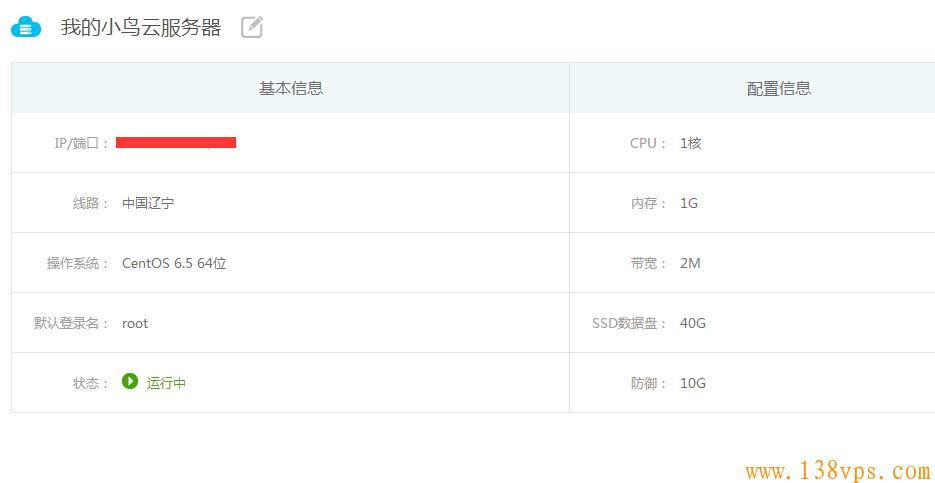 我的小鸟云服务器
基本信息 配置信息
IP/端口： CPU： 1核
线路： 中国辽宁 内存： 1G
操作系统： CentOS 6.5 64位 带宽： 2M
默认登录名： root SSD数据盘： 40G
状态： 运行中 防御： 10G
www.138vps.com